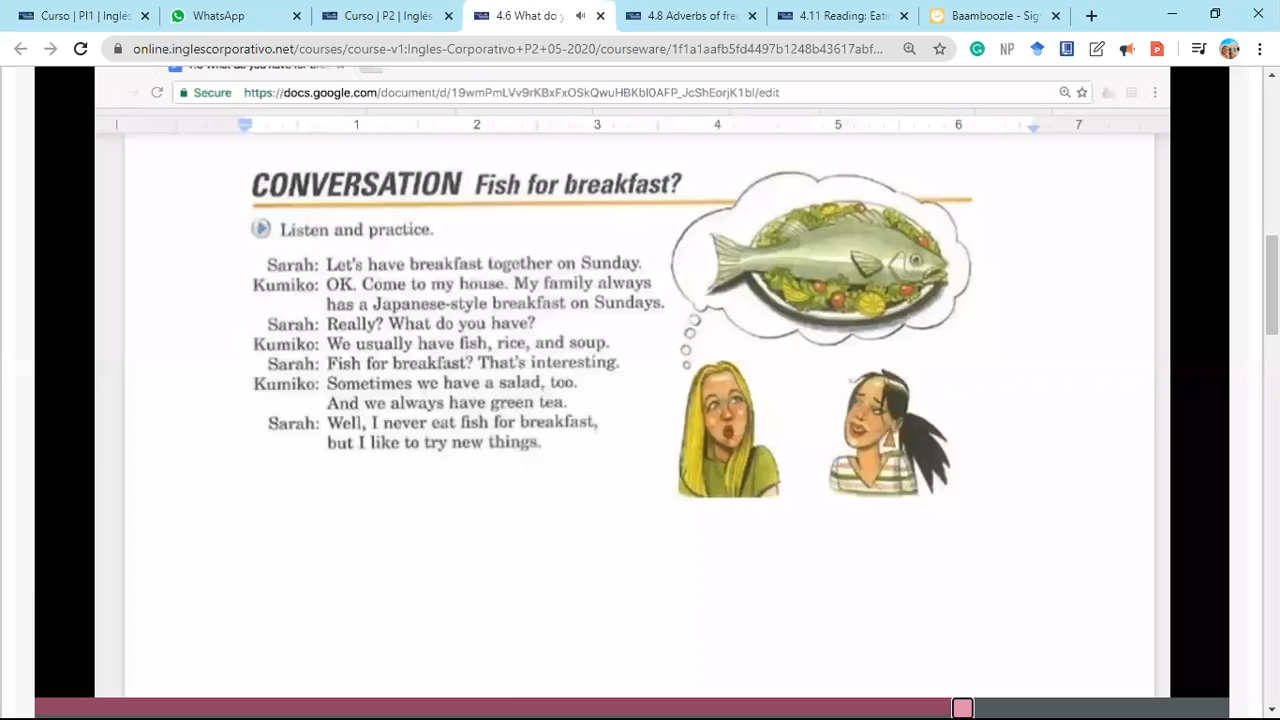 Curso | PI1 | Inglés
WhatsApp
Curso | P2 | Inglés
4.6 What do y
4.8 Adverbs of fre
4.11 Reading: Eati
Baamboozle - Sig
online.inglescorporativo.net/courses/course-v1:Ingles-Corporativo+P2+05-2020/courseware/1f1a1aafb5fd4497b1248b43617abf...
NP
Secure
https://docs.google.com/document/d/19wmPmLVv9rKBxFxOSkQwuHBKbI0AFP_JcShEorjK1bI/edit
1 2 3 4 5 6 7
CONVERSATION Fish for breakfast?
Listen and practice.
Sarah: Let's have breakfast together on Sunday.
Kumiko: OK. Come to my house. My family always
has a Japanese-style breakfast on Sundays.
Sarah: Really? What do you have?
Kumiko: We usually have fish, rice, and soup.
Sarah: Fish for breakfast? That's interesting.
Kumiko: Sometimes we have a salad, too.
And we always have green tea.
Sarah: Well, I never eat fish for breakfast,
but I like to try new things.